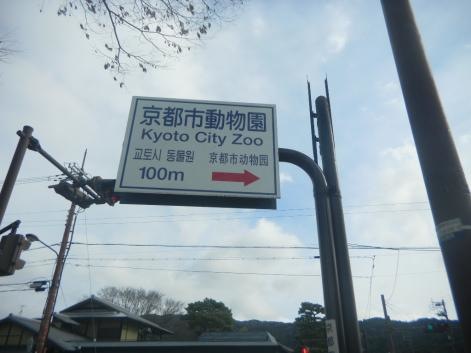 京都市動物園
Kyoto City Zoo
교토시 동물원 京都市动物园
100m